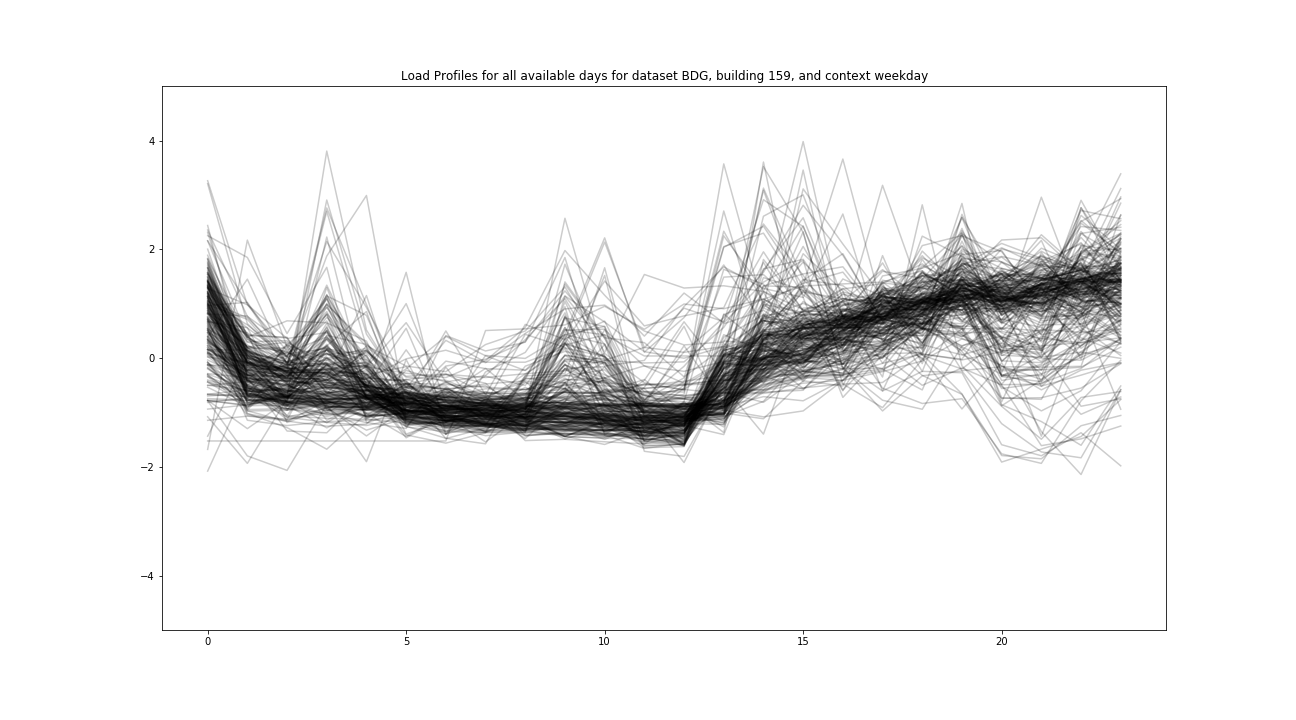 Load Profiles for all available days for dataset BDG, building 159, and context weekday
4
2
0
−2
−4
0 5 10 15 20